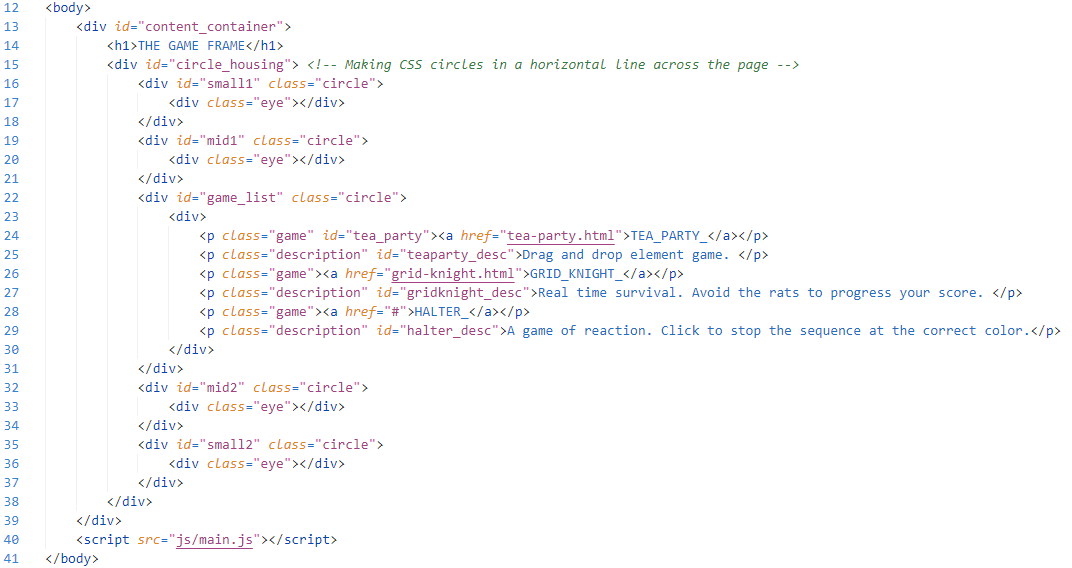 12 <body>
13 <div id="content_container">
14 <h1>THE GAME FRAME</h1>
15 <div id="circle_housing"> <!-- Making CSS circles in a horizontal line across the page -->
16 <div id="small1" class="circle">
17 <div class="eye"></div>
18 </div>
19 <div id="mid1" class="circle">
20 <div class="eye"></div>
21 </div>
22 <div id="game_list" class="circle">
23 <div>
24 <p class="game" id="tea_party"><a href="tea-party.html">TEA_PARTY_</a></p>
25 <p class="description" id="teaparty_desc">Drag and drop element game. </p>
26 <p class="game"><a href="grid-knight.html">GRID_KNIGHT_</a></p>
27 <p class="description" id="gridknight_desc">Real time survival. Avoid the rats to progress your score. </p>
28 <p class="game"><a href="#">HALTER_</a></p>
29 <p class="description" id="halter_desc">A game of reaction. Click to stop the sequence at the correct color.</p>
30 </div>
31 </div>
32 <div id="mid2" class="circle">
33 <div class="eye"></div>
34 </div>
35 <div id="small2" class="circle">
36 <div class="eye"></div>
37 </div>
38 </div>
39 </div>
40 <script src="js/main.js"></script>
41 </body>